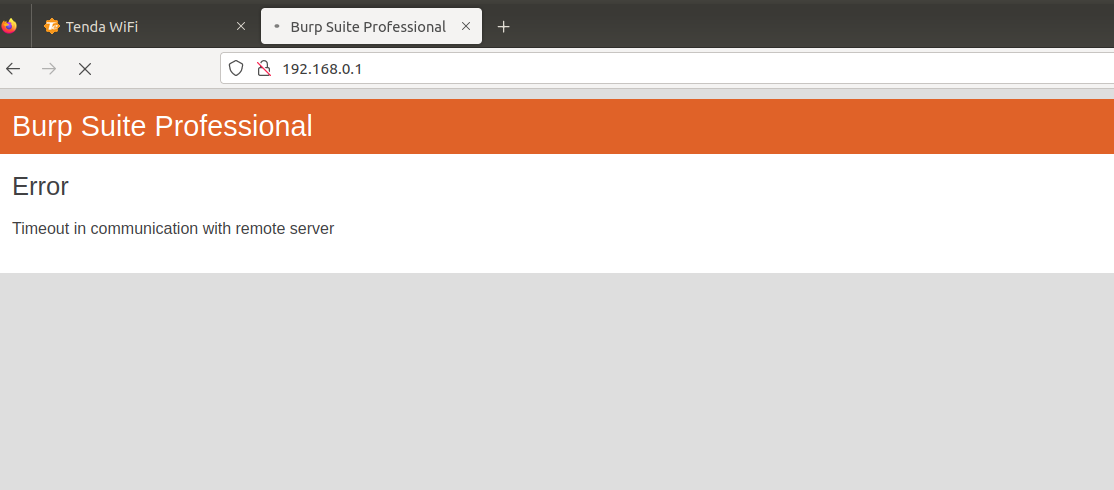 Tenda WiFi
Burp Suite Professional
192.168.0.1
Burp Suite Professional
Error
Timeout in communication with remote server